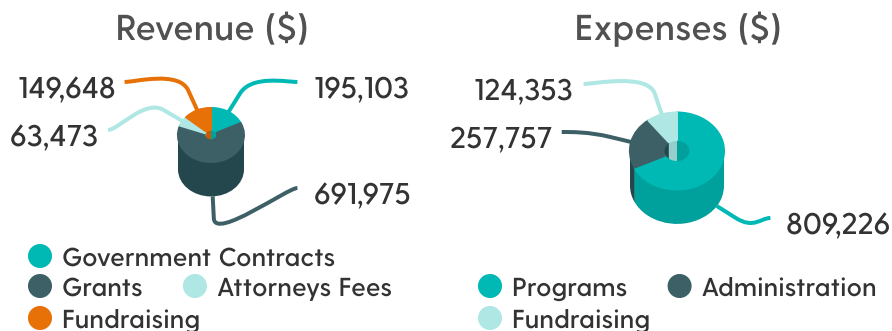 Revenue ($)
149,648
195,103
63,473
691,975
Government Contracts
Grants
Attorneys Fees
Fundraising
Expenses ($)
124,353
257,757
809,226
Programs
Administration
Fundraising